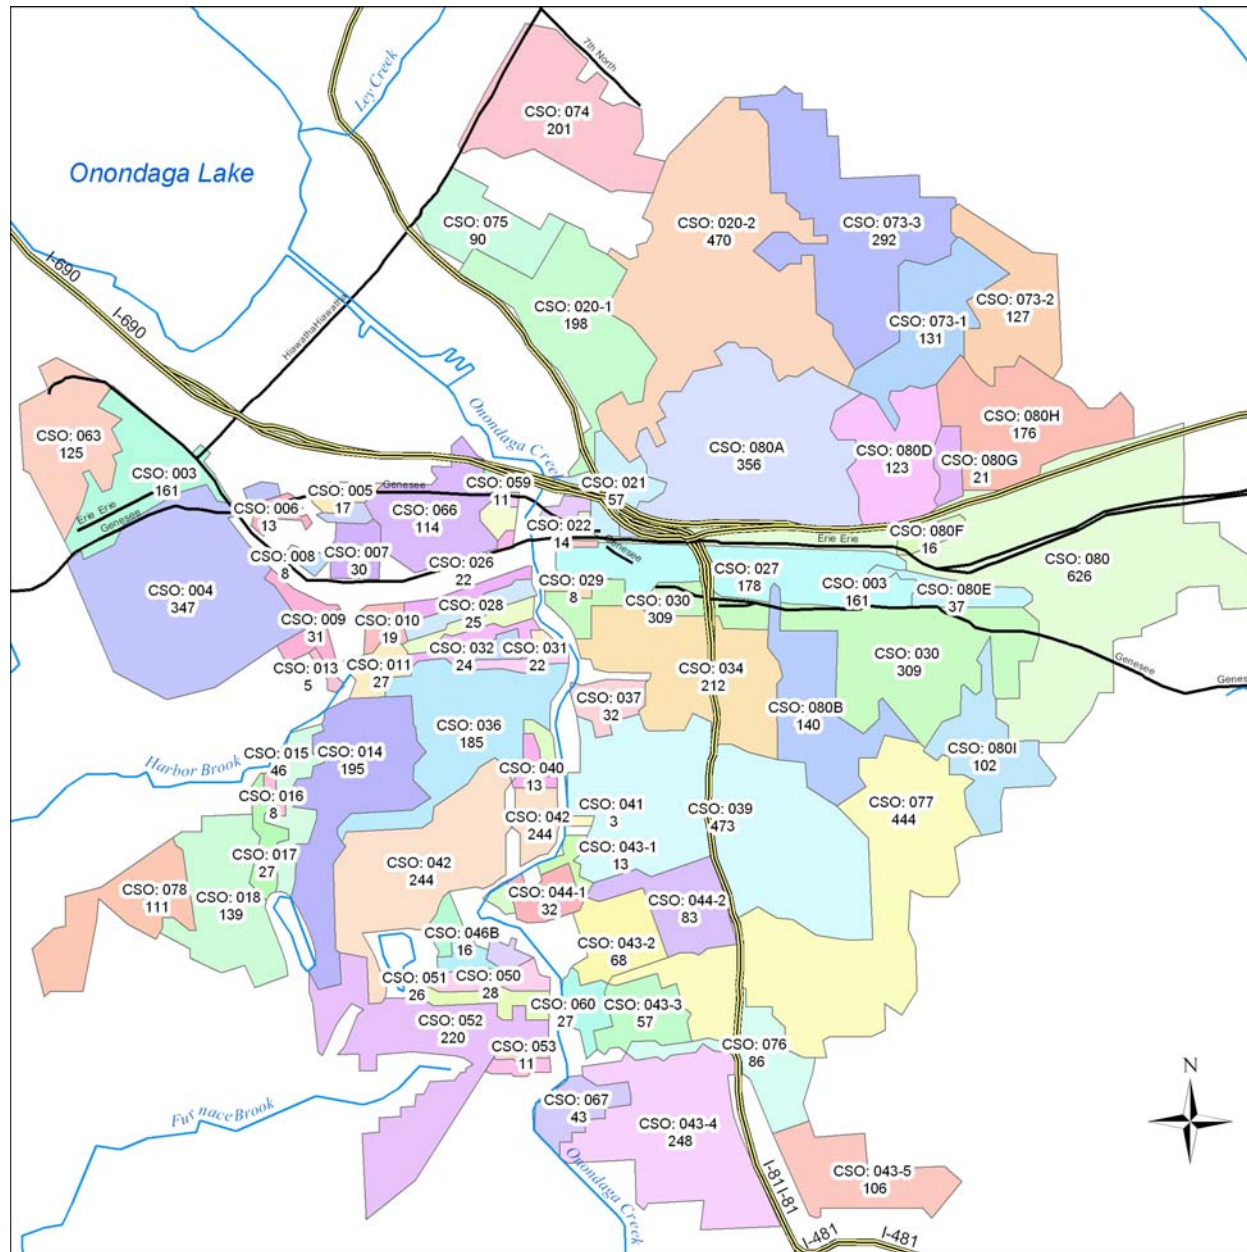 7th North
Ley Creek
CSO: 074
201
Onondaga Lake
CSO: 075
90
CSO: 020-2
470
CSO: 073-3
292
I-690
I-690
HiawathaHiawatha
CSO: 020-1
198
CSO: 073-2
127
CSO: 073-1
131
Onondaga Creek
CSO: 063
125
CSO: 003
161
Erie Erie
Genesee
CSO: 006
13
CSO: 005
17
Genesee
CSO: 066
114
CSO: 059
11
CSO: 021
57
CSO: 080A
356
CSO: 080D
123
CSO: 080H
176
CSO: 080G
21
CSO: 022
14
Genesee
Erie Erie
CSO: 080F
16
CSO: 080
626
CSO: 008
8
CSO: 007
30
CSO: 026
22
CSO: 029
8
CSO: 027
178
CSO: 003
161
CSO: 080E
37
CSO: 004
347
CSO: 009
31
CSO: 010
19
CSO: 028
25
CSO: 030
309
CSO: 032
24
CSO: 031
22
CSO: 013
5
CSO: 011
27
CSO: 034
212
CSO: 030
309
Genesee
Genes
CSO: 037
32
CSO: 080B
140
CSO: 036
185
CSO: 080I
102
Harbor Brook
CSO: 015
46
CSO: 014
195
CSO: 040
13
CSO: 016
8
CSO: 042
244
CSO: 041
3
CSO: 039
473
CSO: 077
444
CSO: 043-1
13
CSO: 017
27
CSO: 042
244
CSO: 078
111
CSO: 018
139
CSO: 044-1
32
CSO: 044-2
83
CSO: 046B
16
CSO: 043-2
68
CSO: 051
26
CSO: 050
28
CSO: 060
27
CSO: 043-3
57
CSO: 052
220
CSO: 053
11
CSO: 076
86
N
Furnace Brook
CSO: 067
43
CSO: 043-4
248
Onondaga Creek
CSO: 043-5
106
I-81I-81
I-481
I-481